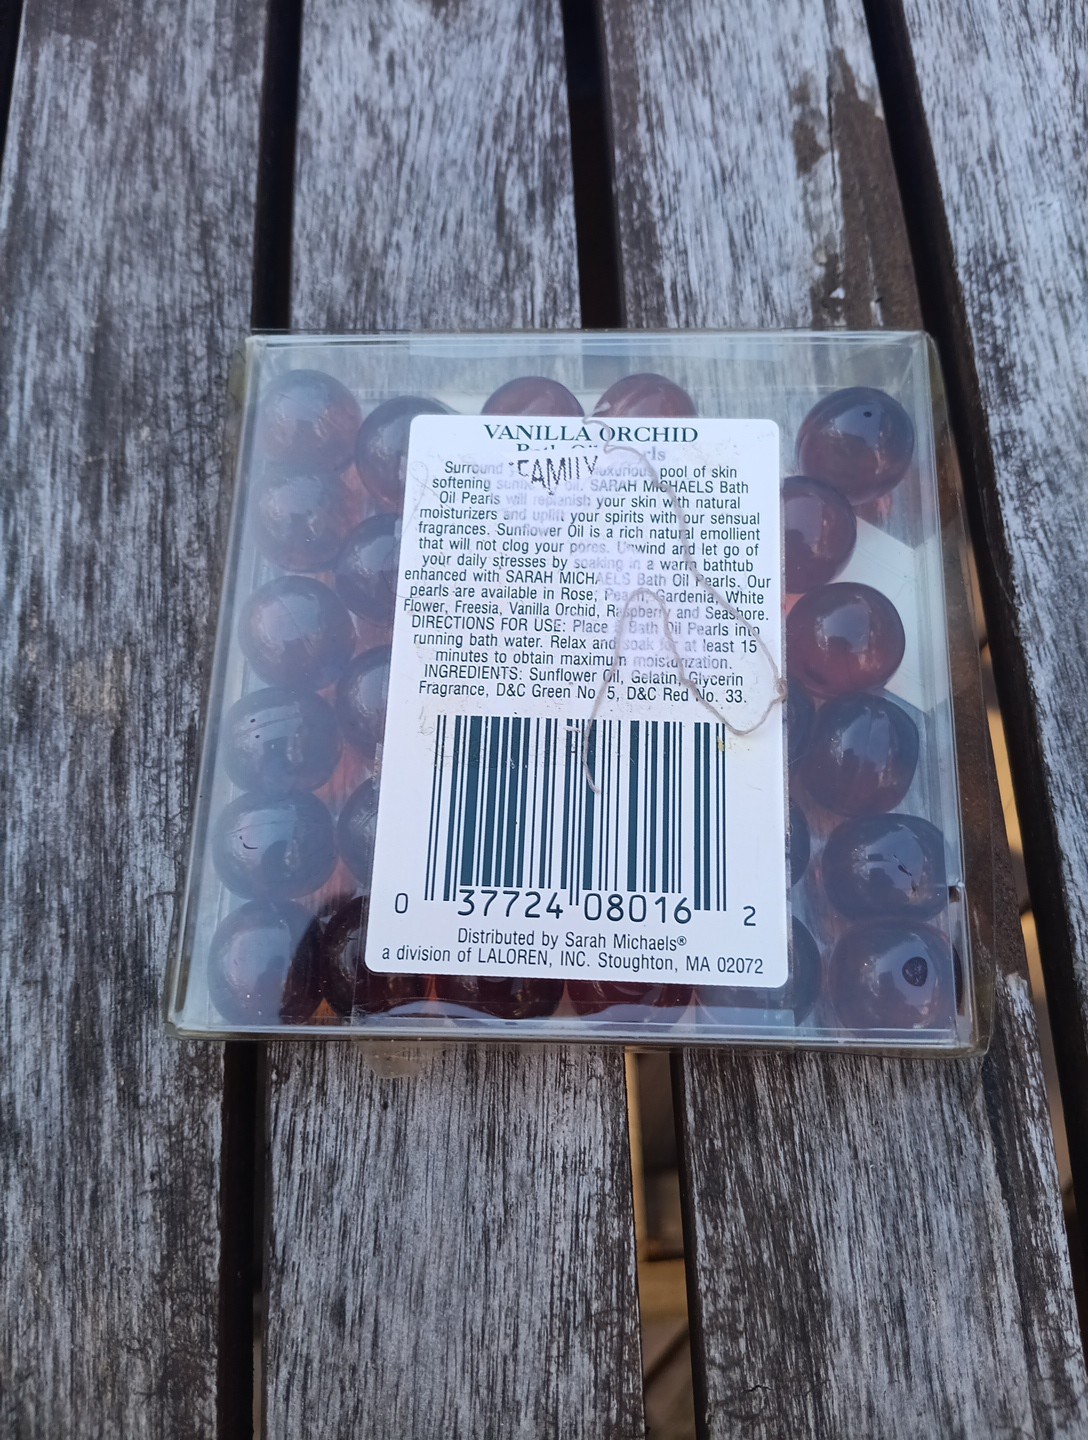 VANILLA ORCHID
Bath Oil Pearls
FAMILY
Surround luxurious pool of skin
softening oil. SARAH MICHAELS Bath
Oil Pearls will replenish your skin with natural
moisturizers and uplift your spirits with our sensual
fragrances. Sunflower Oil is a rich natural emollient
that will not clog your pores. Unwind and let go of
your daily stresses by soaking in a warm bathtub
enhanced with SARAH MICHAELS Bath Oil Pearls. Our
pearls are available in Rose, Peach, Gardenia, White
Flower, Freesia, Vanilla Orchid, Raspberry and Seashore.
DIRECTIONS FOR USE: Place Bath Oil Pearls into
running bath water. Relax and soak for at least 15
minutes to obtain maximum moisturization.
INGREDIENTS: Sunflower Oil, Gelatin, Glycerin
Fragrance, D&C Green No. 5, D&C Red No. 33.
0 37724 08016 2
Distributed by Sarah Michaels®
a division of LALOREN, INC. Stoughton, MA 02072